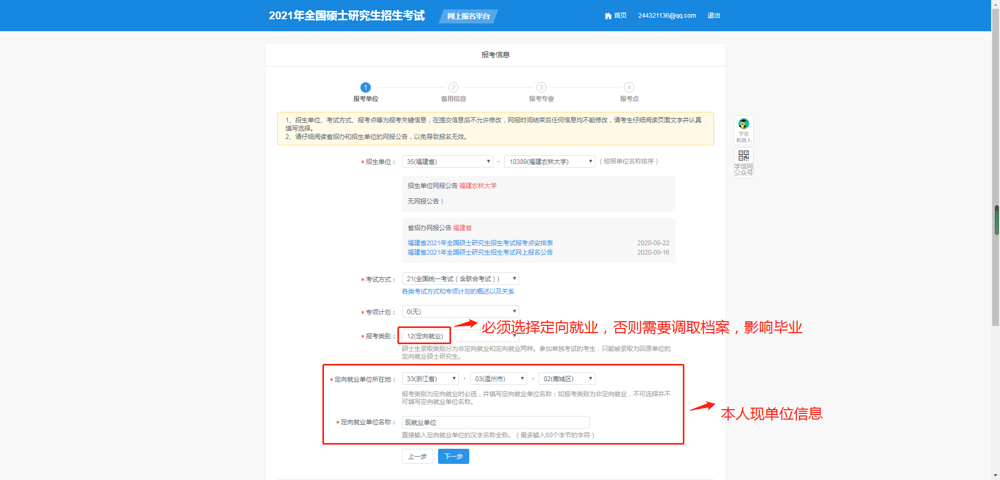 2021年全国硕士研究生招生考试
网上报名平台
首页
244321136@qq.com
退出
报考信息
1
2
3
4
报考单位
备用信息
报考专业
报考点
1、招生单位、考试方式、报考点等为报考关键信息，在提交信息后不允许修改，网报时间结束后任何信息均不能修改，请考生仔细阅读页面文字并认真
填写选择。
2、请仔细阅读省招办和招生单位的网报公告，以免导致报名无效。
学信
机器人
学信网
公众号
*招生单位： 35(福建省) - 10389(福建农林大学) （按照单位名称排序）
招生单位网报公告 福建农林大学
无网报公告！
省招办网报公告 福建省
福建省2021年全国硕士研究生招生考试报考点安排表 2020-09-22
福建省2021年全国硕士研究生招生考试网上报名公告 2020-09-16
*考试方式： 21(全国统一考试（含联合考试）)
各类考试方式和专项计划的概述以及关系
*专项计划： 0(无)
必须选择定向就业，否则需要调取档案，影响毕业
*报考类别： 12(定向就业)
硕士生录取类别分为非定向就业和定向就业两种。参加单独考试的考生，只能被录取为回原单位的
定向就业硕士研究生。
*定向就业单位所在地： 33(浙江省) - 03(温州市) - 02(鹿城区)
报考类别为定向就业时必选，并填写定向就业单位名称；如报考类别为非定向就业，不可选择并不
可填写定向就业单位名称。
本人现单位信息
*定向就业单位名称： 现就业单位
直接输入定向就业单位的汉字名称全称。（最多输入60个字节的字符）
上一步
下一步